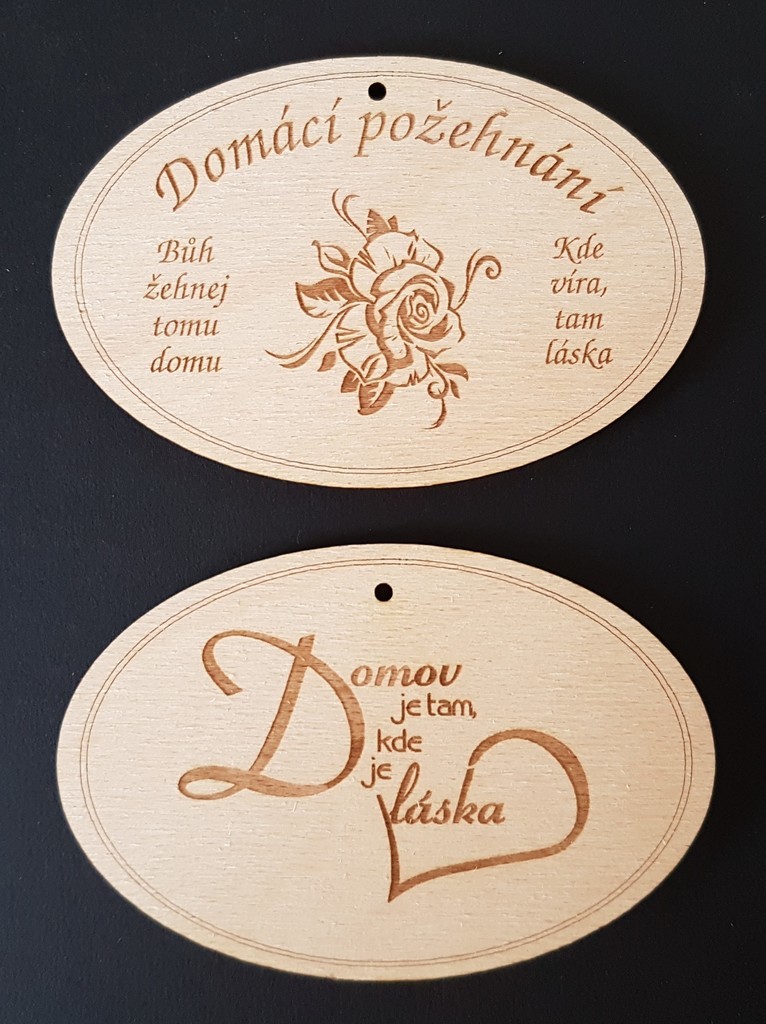 Domácí požehnání
Bůh
žehnej
tomu
domu
Kde
víra,
tam
láska
Domov
je tam,
kde
je
láska